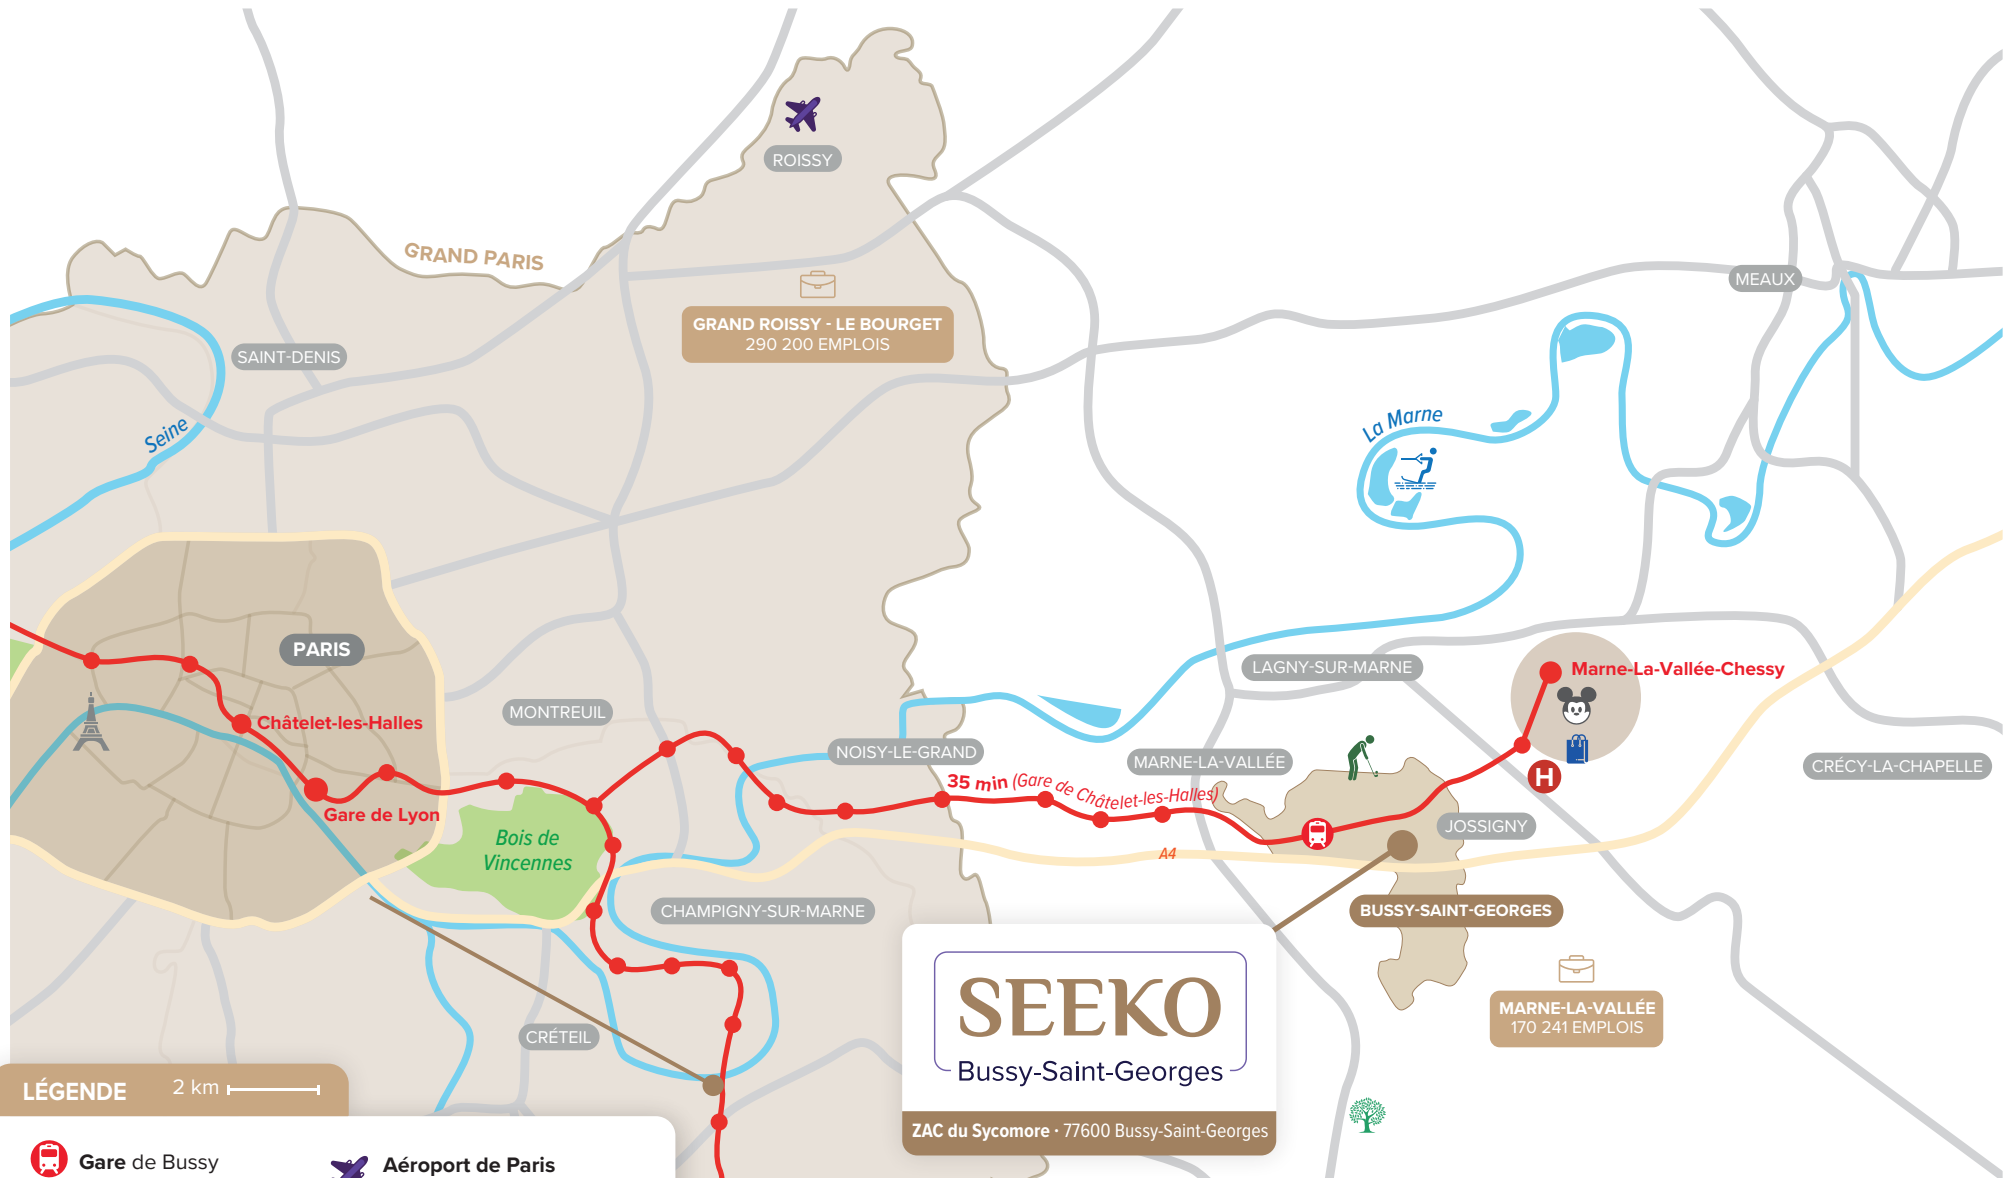 ROISSY
GRAND PARIS
MEAUX
GRAND ROISSY - LE BOURGET
290 200 EMPLOIS
SAINT-DENIS
Seine
La Marne
PARIS
LAGNY-SUR-MARNE
Marne-La-Vallée-Chessy
MONTREUIL
Châtelet-les-Halles
NOISY-LE-GRAND
MARNE-LA-VALLÉE
CRÉCY-LA-CHAPELLE
35 min (Gare de Châtelet-les-Halles)
H
Gare de Lyon
JOSSIGNY
Bois de
Vincennes
A4
CHAMPIGNY-SUR-MARNE
BUSSY-SAINT-GEORGES
SEEKO
Bussy-Saint-Georges
ZAC du Sycomore · 77600 Bussy-Saint-Georges
MARNE-LA-VALLÉE
170 241 EMPLOIS
CRÉTEIL
LÉGENDE
2 km
Gare de Bussy
Aéroport de Paris